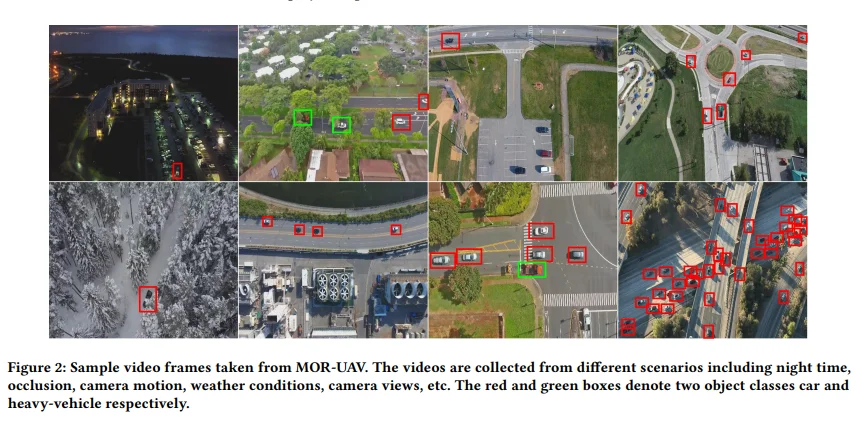 Figure 2: Sample video frames taken from MOR-UAV. The videos are collected from different scenarios including night time,
occlusion, camera motion, weather conditions, camera views, etc. The red and green boxes denote two object classes car and
heavy-vehicle respectively.